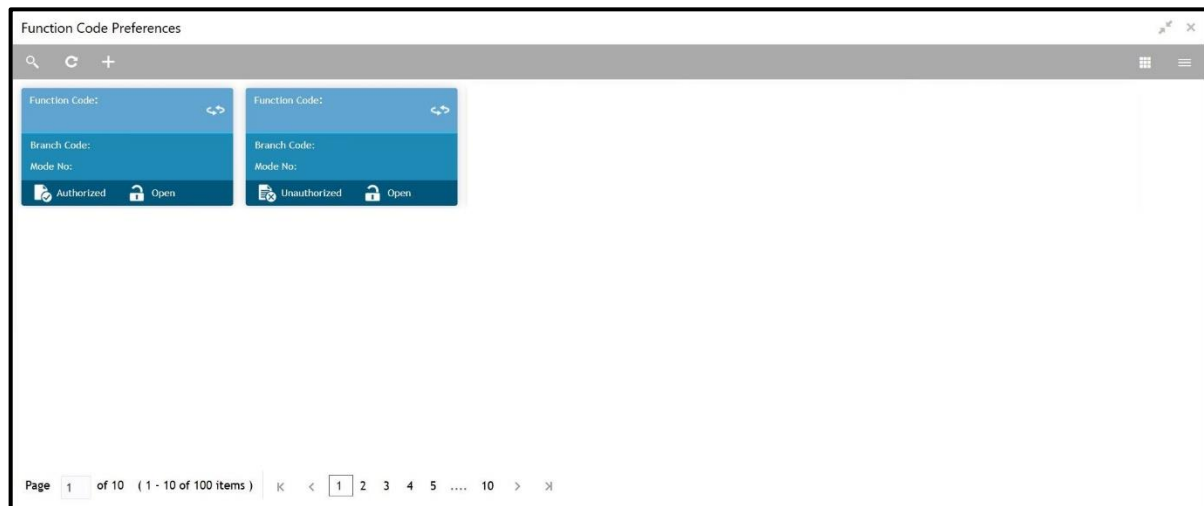 Function Code Preferences
Function Code: Function Code:
Branch Code: Branch Code:
Mode No: Mode No:
Authorized Open Unauthorized Open
Page 1 of 10 ( 1 - 10 of 100 items ) 1 2 3 4 5 .... 10